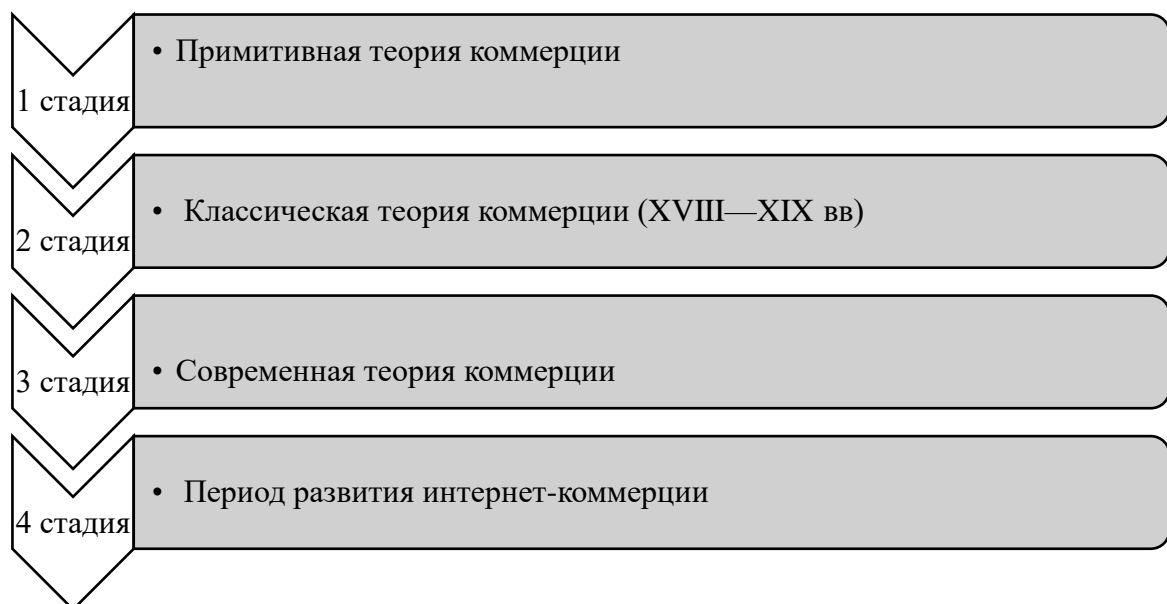 1 стадия
• Примитивная теория коммерции
2 стадия
• Классическая теория коммерции (XVIII—XIX вв)
3 стадия
• Современная теория коммерции
4 стадия
• Период развития интернет-коммерции